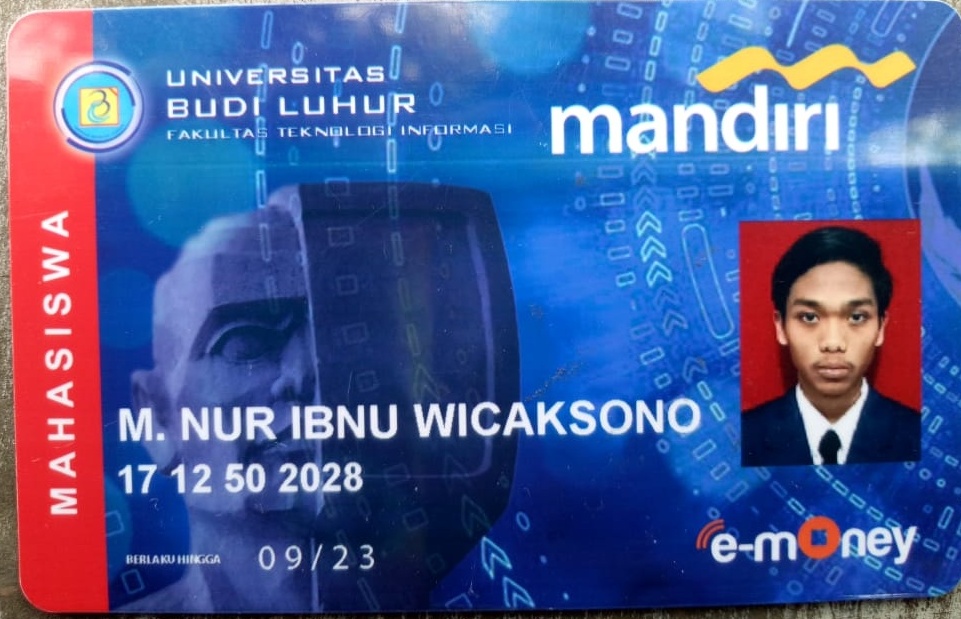 UNIVERSITAS
BUDI LUHUR
FAKULTAS TEKNOLOGI INFORMASI
mandiri
MAHASISWA
M. NUR IBNU WICAKSONO
17 12 50 2028
BERLAKU HINGGA 09/23
e-money